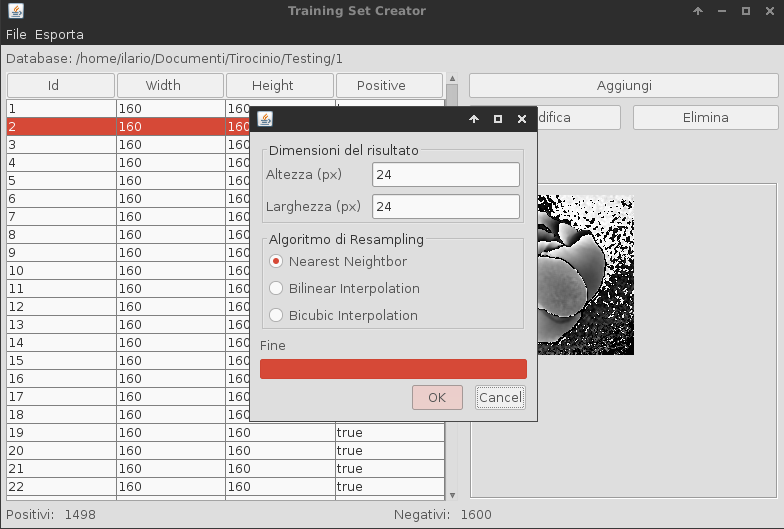 Training Set Creator
File Esporta
Database: /home/ilario/Documenti/Tirocinio/Testing/1
Id Width Height Positive
Aggiungi
Elimina
1 160 160
2 160 160
3 160 160
4 160 160
5 160 160
6 160 160
7 160 160
8 160 160
9 160 160
10 160 160
11 160 160
12 160 160
13 160 160
14 160 160
15 160 160
16 160 160
17 160 160
18 160 160
19 160 160 true
20 160 160 true
21 160 160 true
22 160 160 true
Dimensioni del risultato
Altezza (px) 24
Larghezza (px) 24
Algoritmo di Resampling
Nearest Neightbor
Bilinear Interpolation
Bicubic Interpolation
Fine
OK Cancel
Positivi: 1498
Negativi: 1600